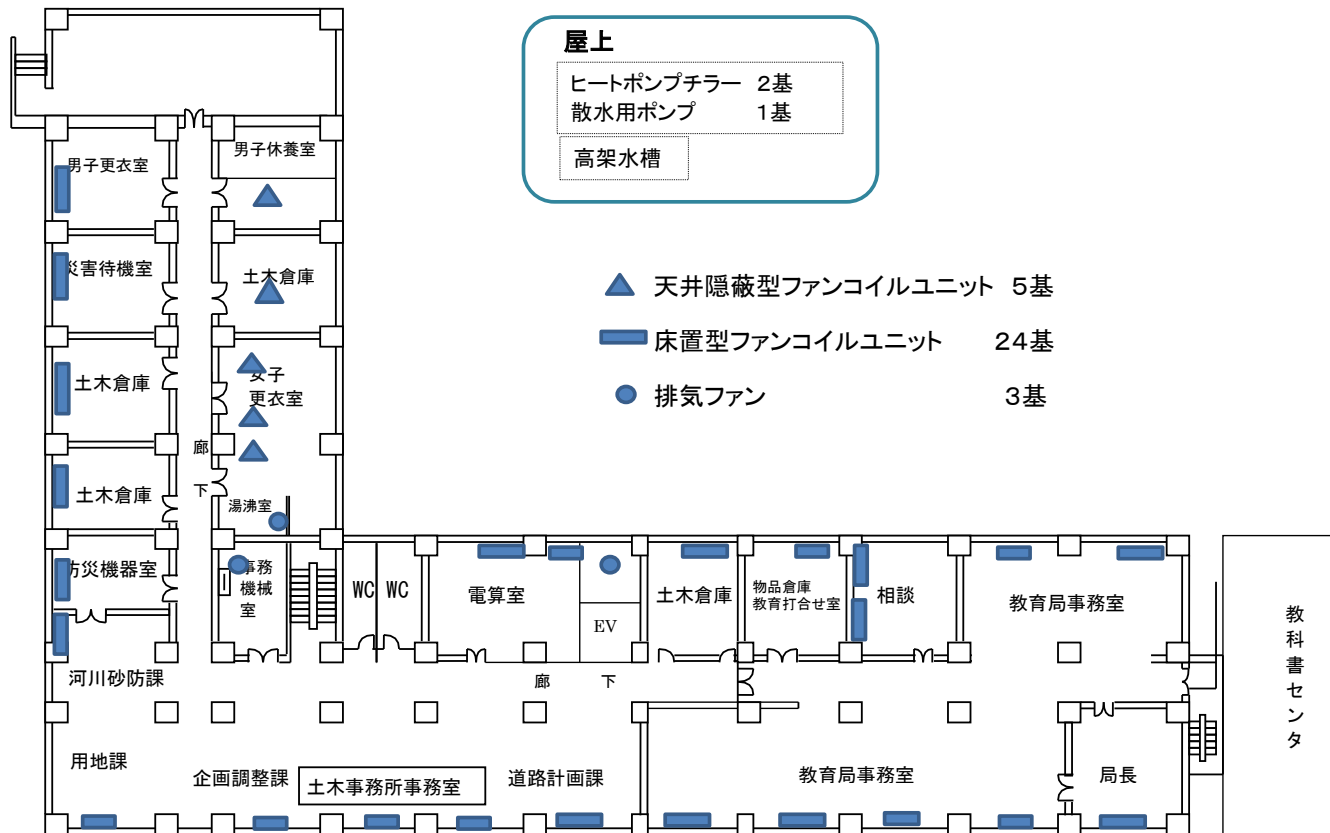 屋上
ヒートポンプチラー 2基
散水用ポンプ 1基
高架水槽
天井隠蔽型ファンコイルユニット 5基
床置型ファンコイルユニット 24基
排気ファン 3基
男子更衣室
男子休養室
災害待機室
土木倉庫
土木倉庫
女子
更衣室
廊
下
土木倉庫
湯沸室
防災機器室
事務
機械
室
WC
WC
電算室
EV
土木倉庫
物品倉庫
教育打合せ室
相談
教育局事務室
教科書センタ
河川砂防課
廊 下
用地課
企画調整課
土木事務所事務室
道路計画課
教育局事務室
局長